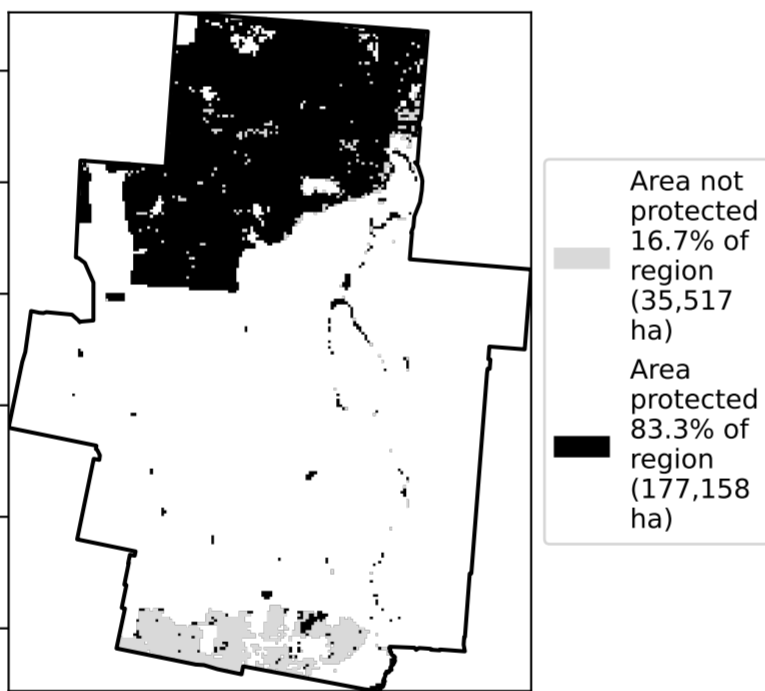 Area not
protected
16.7% of
region
(35,517
ha)
Area
protected
83.3% of
region
(177,158
ha)